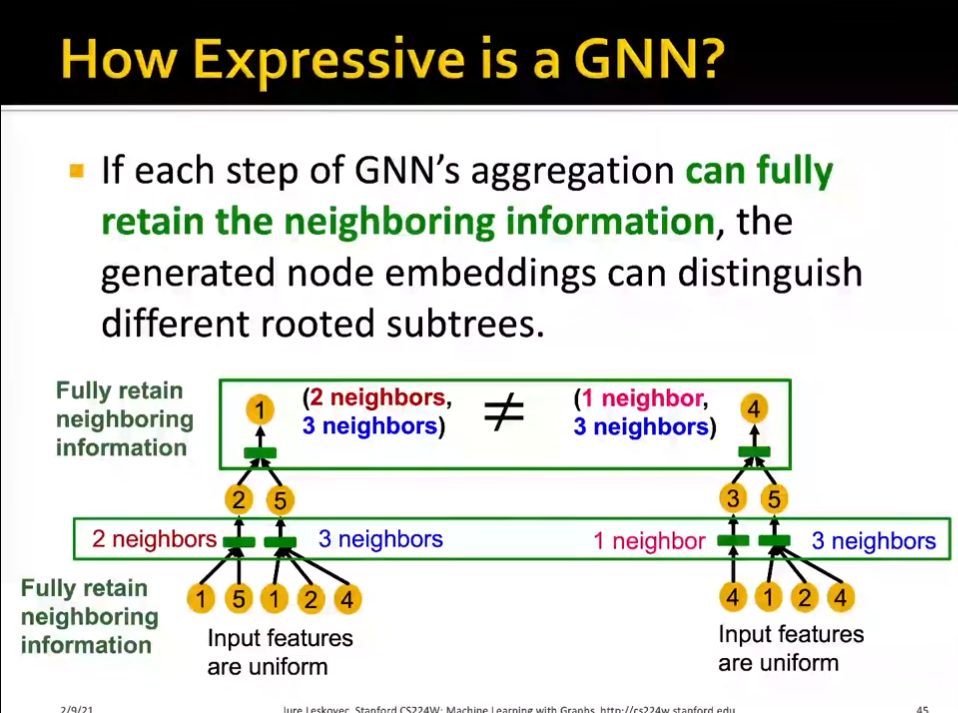 How Expressive is a GNN?
If each step of GNN's aggregation can fully
retain the neighboring information, the
generated node embeddings can distinguish
different rooted subtrees.
Fully retain
neighboring
information
1
(2 neighbors,
3 neighbors)
≠
(1 neighbor,
3 neighbors)
4
2
5
3
5
2 neighbors
3 neighbors
1 neighbor
3 neighbors
Fully retain
neighboring
information
1
5
1
2
4
4
1
2
4
Input features
are uniform
Input features
are uniform
2/9/21
Jure Leskovec, Stanford CS224W: Machine Learning with Graphs, http://cs224w.stanford.edu
45